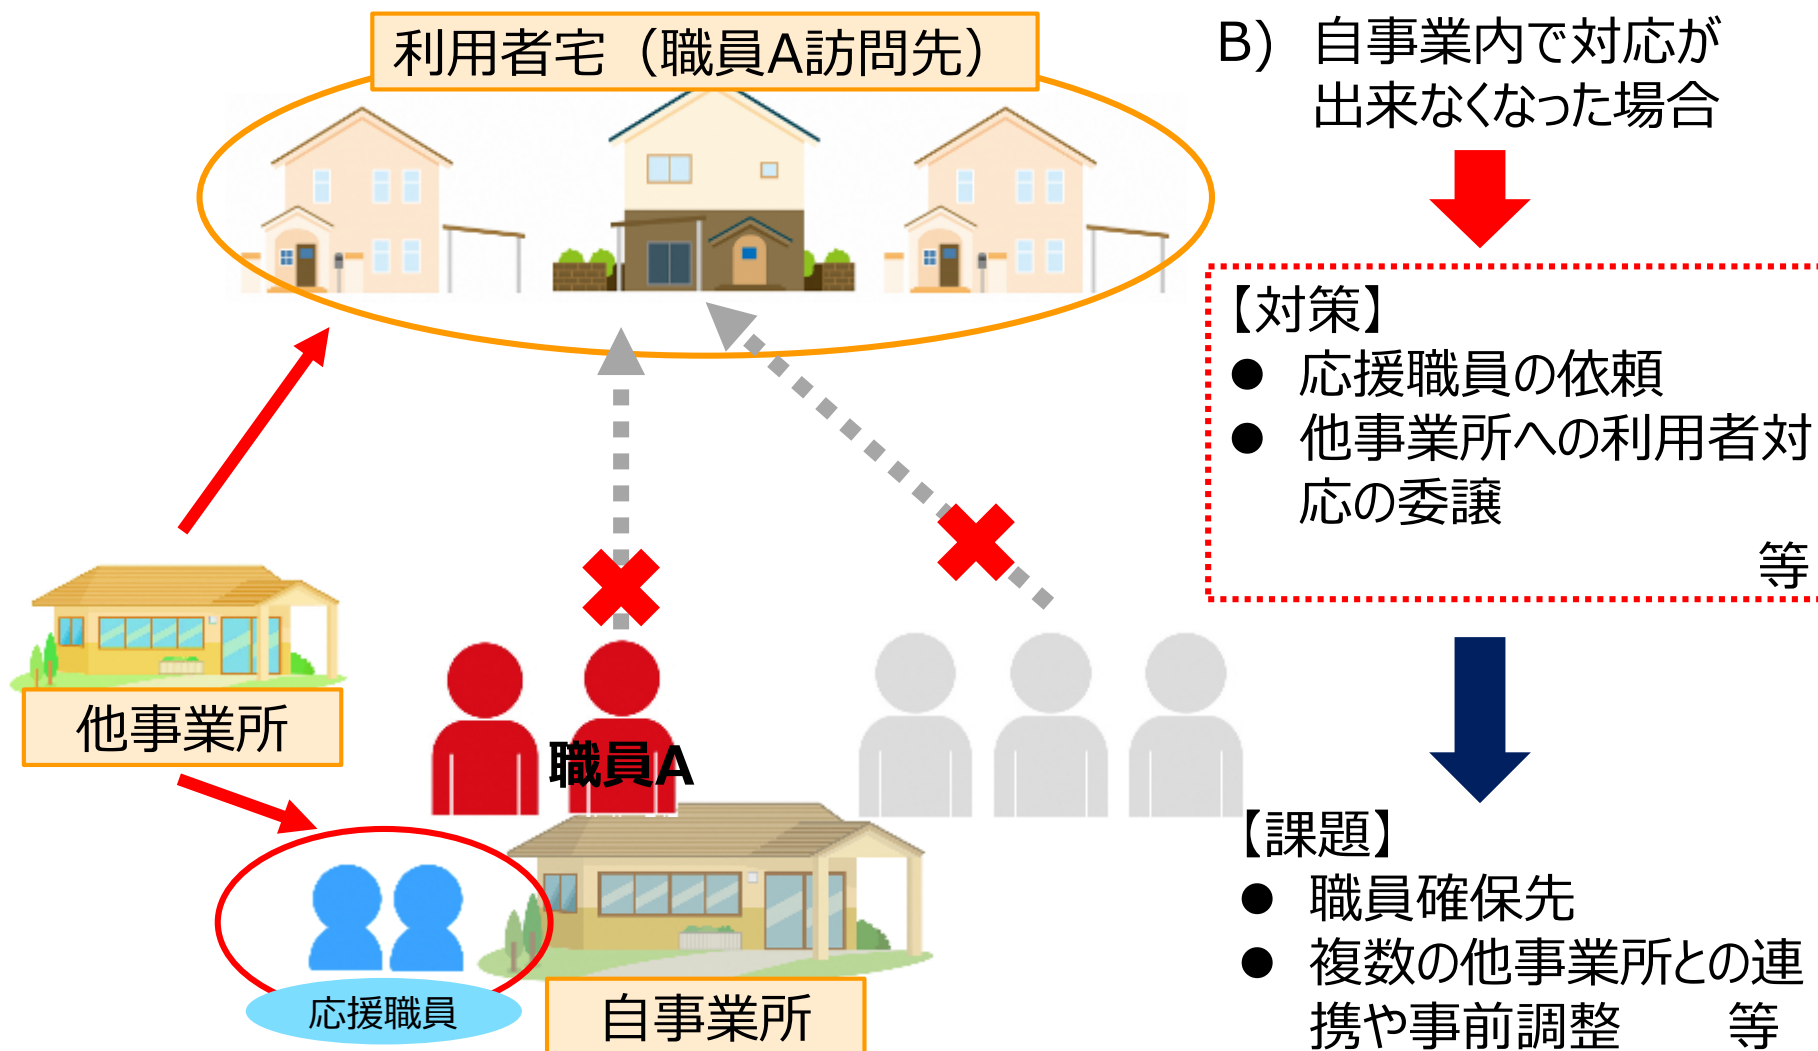 利用者宅（職員A訪問先）
B） 自事業内で対応が
出来なくなった場合
【対策】
● 応援職員の依頼
● 他事業所への利用者対
応の委譲
等
他事業所
職員A
応援職員
自事業所
【課題】
● 職員確保先
● 複数の他事業所との連
携や事前調整 等